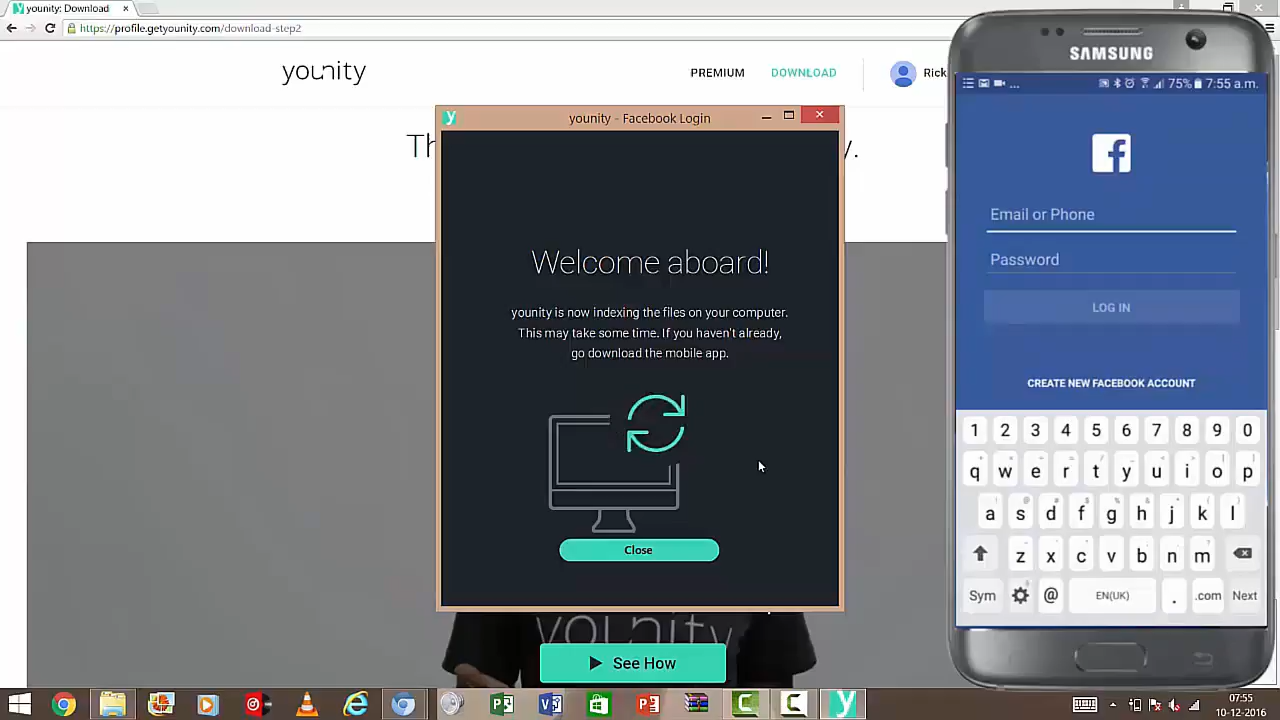 younity: Download
https://profile.getyounity.com/download-step2
younity
PREMIUM
DOWNLOAD
Rick
younity - Facebook Login
Welcome aboard!
younity is now indexing the files on your computer.
This may take some time. If you haven't already,
go download the mobile app.
Close
younity
See How
SAMSUNG
... 75% 7:55 a.m.
Email or Phone
Password
LOG IN
CREATE NEW FACEBOOK ACCOUNT
1 2 3 4 5 6 7 8 9 0
q w e r t y u i o p
a s d f g h j k l
z x c v b n m
Sym @ EN(UK) . .com Next
07:55
10-12-2016